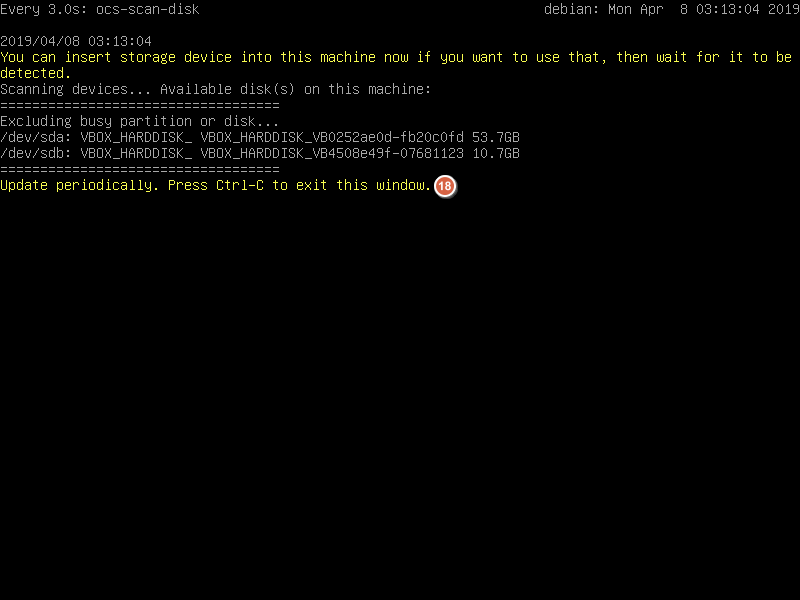 Every 3.0s: ocs-scan-disk debian: Mon Apr  8 03:13:04 2019
2019/04/08 03:13:04
You can insert storage device into this machine now if you want to use that, then wait for it to be
detected.
Scanning devices... Available disk(s) on this machine:
===================================
Excluding busy partition or disk...
/dev/sda: VBOX_HARDDISK_ VBOX_HARDDISK_VB0252ae0d-fb20c0fd 53.7GB
/dev/sdb: VBOX_HARDDISK_ VBOX_HARDDISK_VB4508e49f-07681123 10.7GB
===================================
Update periodically. Press Ctrl-C to exit this window. 18